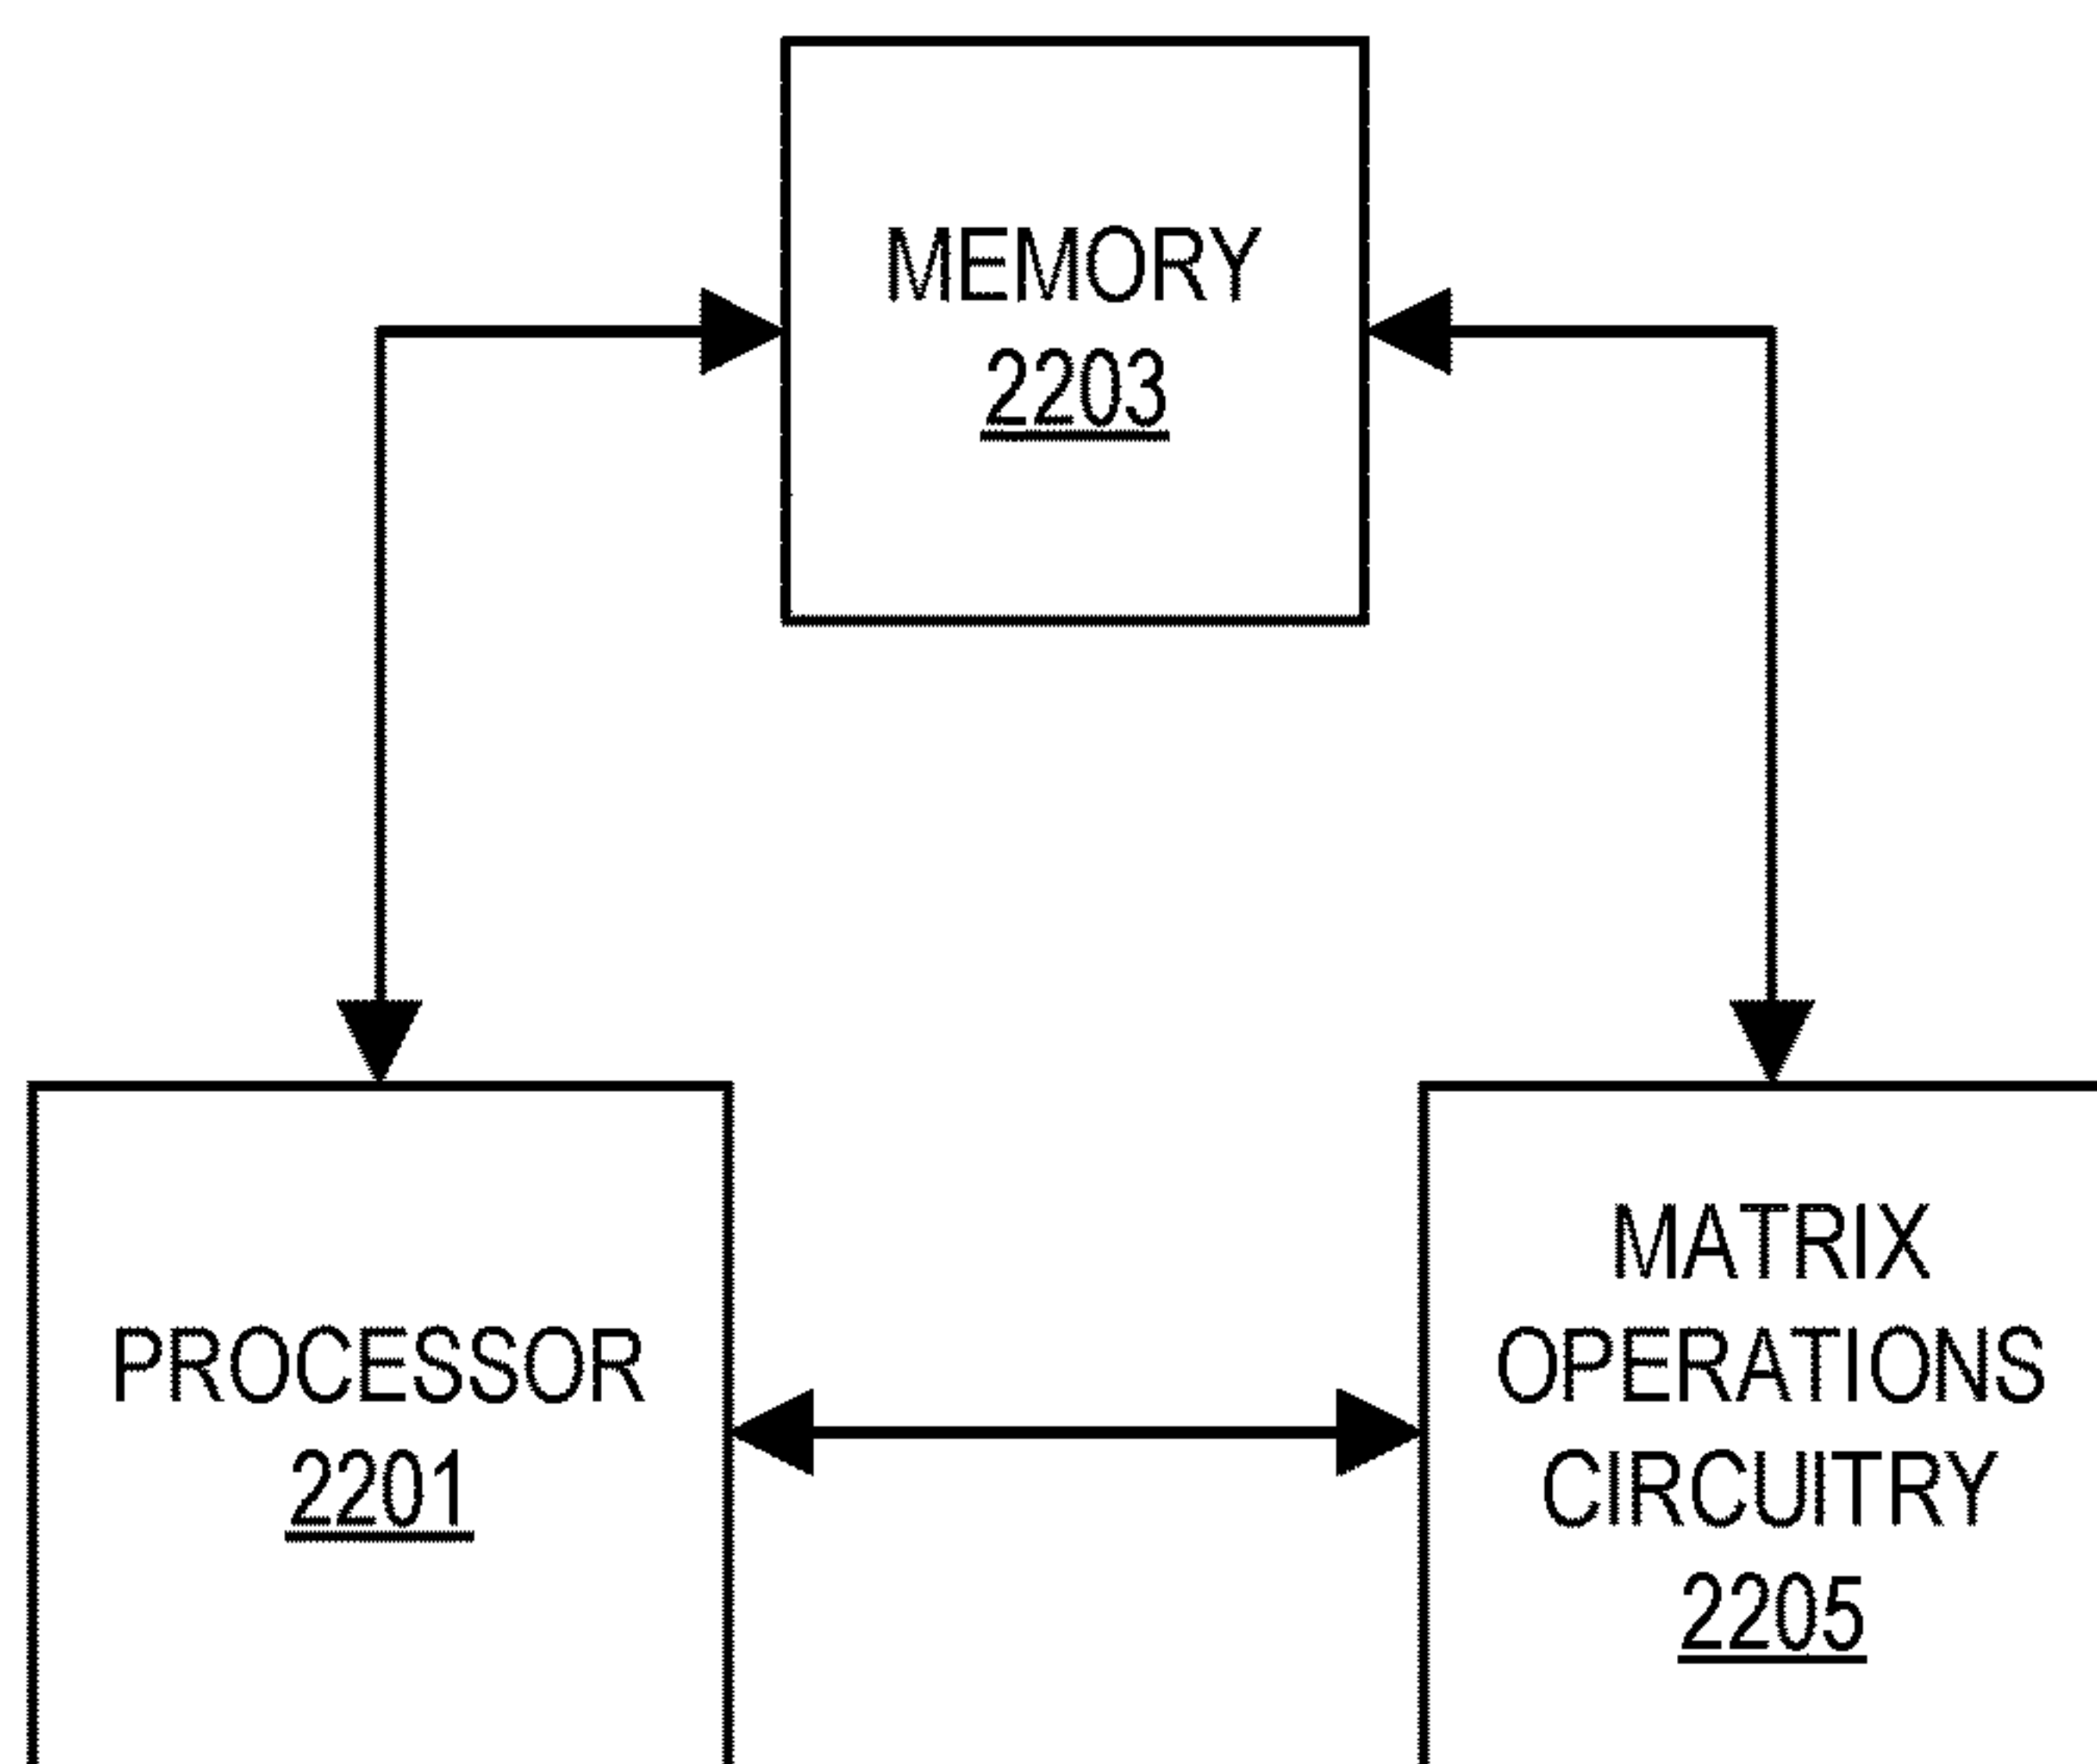 MEMORY
2203
PROCESSOR
2201
MATRIX
OPERATIONS
CIRCUITRY
2205